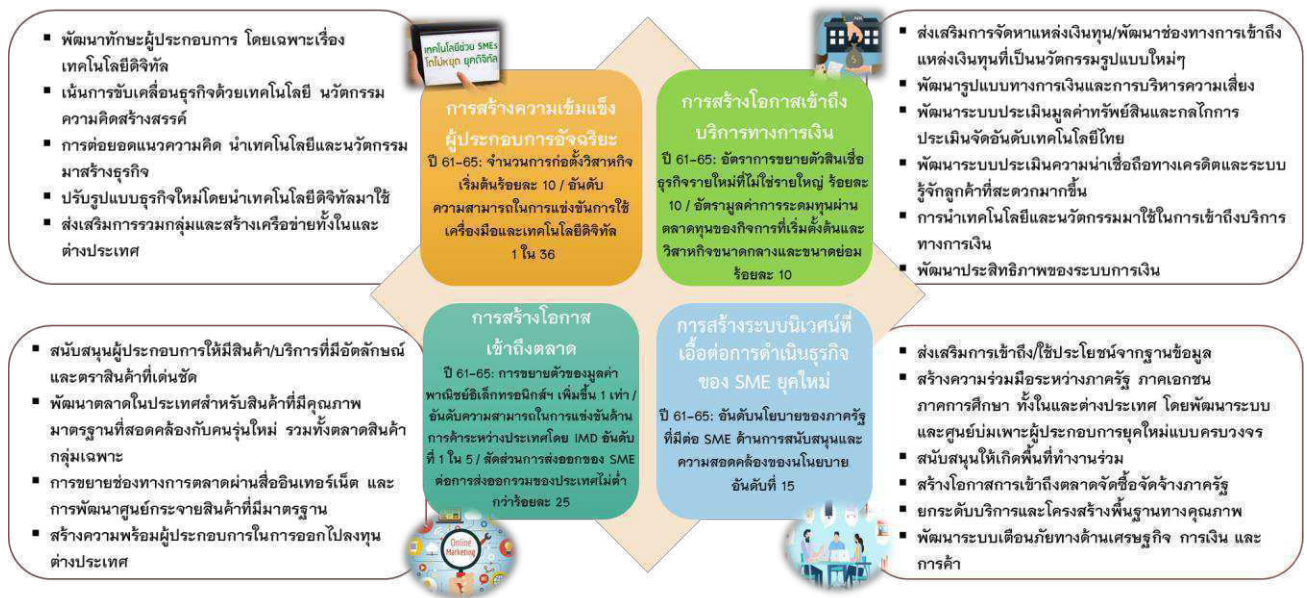 ▪ พัฒนาทักษะผู้ประกอบการ โดยเฉพาะเรื่อง
เทคโนโลยีดิจิทัล
▪ เน้นการขับเคลื่อนธุรกิจด้วยเทคโนโลยี นวัตกรรม
ความคิดสร้างสรรค์
▪ การต่อยอดแนวความคิด นำเทคโนโลยีและนวัตกรรม
มาสร้างธุรกิจ
▪ ปรับรูปแบบธุรกิจใหม่โดยนำเทคโนโลยีดิจิทัลมาใช้
▪ ส่งเสริมการรวมกลุ่มและสร้างเครือข่ายทั้งในและ
ต่างประเทศ
เทคโนโลยีช่วย SMEs
โตไม่หยุด ยุคดิจิทัล
การสร้างความเข้มแข็ง
ผู้ประกอบการอัจฉริยะ
ปี 61-65: จำนวนการก่อตั้งวิสาหกิจ
เริ่มต้นร้อยละ 10 / อันดับ
ความสามารถในการแข่งขันการใช้
เครื่องมือและเทคโนโลยีดิจิทัล
1 ใน 36
การสร้างโอกาสเข้าถึง
บริการทางการเงิน
ปี 61-65: อัตราการขยายตัวสินเชื่อ
ธุรกิจรายใหม่ที่ไม่ใช่รายใหญ่ ร้อยละ
10 / อัตรามูลค่าการระดมทุนผ่าน
ตลาดทุนของกิจการที่เริ่มตั้งต้นและ
วิสาหกิจขนาดกลางและขนาดย่อม
ร้อยละ 10
▪ ส่งเสริมการจัดหาแหล่งเงินทุน/พัฒนาช่องทางการเข้าถึง
แหล่งเงินทุนที่เป็นนวัตกรรมรูปแบบใหม่ๆ
▪ พัฒนารูปแบบทางการเงินและการบริหารความเสี่ยง
▪ พัฒนาระบบประเมินมูลค่าทรัพย์สินและกลไกการ
ประเมินจัดอันดับเทคโนโลยีไทย
▪ พัฒนาระบบประเมินความน่าเชื่อถือทางเครดิตและระบบ
รู้จักลูกค้าที่สะดวกมากขึ้น
▪ การนำเทคโนโลยีและนวัตกรรมมาใช้ในการเข้าถึงบริการ
ทางการเงิน
▪ พัฒนาประสิทธิภาพของระบบการเงิน
▪ สนับสนุนผู้ประกอบการให้มีสินค้า/บริการที่มีอัตลักษณ์
และตราสินค้าที่เด่นชัด
▪ พัฒนาตลาดในประเทศสำหรับสินค้าที่มีคุณภาพ
มาตรฐานที่สอดคล้องกับคนรุ่นใหม่ รวมทั้งตลาดสินค้า
กลุ่มเฉพาะ
▪ การขยายช่องทางการตลาดผ่านสื่ออินเทอร์เน็ต และ
การพัฒนาศูนย์กระจายสินค้าที่มีมาตรฐาน
▪ สร้างความพร้อมผู้ประกอบการในการออกไปลงทุน
ต่างประเทศ
การสร้างโอกาส
เข้าถึงตลาด
ปี 61-65: การขยายตัวของมูลค่า
พาณิชย์อิเล็กทรอนิกส์ฯ เพิ่มขึ้น 1 เท่า /
อันดับความสามารถในการแข่งขันด้าน
การค้าระหว่างประเทศโดย IMD อันดับ
ที่ 1 ใน 5 / สัดส่วนการส่งออกของ SME
ต่อการส่งออกรวมของประเทศไม่ต่ำ
กว่าร้อยละ 25
Online
Marketing
การสร้างระบบนิเวศน์ที่
เอื้อต่อการดำเนินธุรกิจ
ของ SME ยุคใหม่
ปี 61-65: อันดับนโยบายของภาครัฐ
ที่มีต่อ SME ด้านการสนับสนุนและ
ความสอดคล้องของนโนยบาย
อันดับที่ 15
▪ ส่งเสริมการเข้าถึง/ใช้ประโยชน์จากฐานข้อมูล
▪ สร้างความร่วมมือระหว่างภาครัฐ ภาคเอกชน
ภาคการศึกษา ทั้งในและต่างประเทศ โดยพัฒนาระบบ
และศูนย์บ่มเพาะผู้ประกอบการยุคใหม่แบบครบวงจร
▪ สนับสนุนให้เกิดพื้นที่ทำงานร่วม
▪ สร้างโอกาสการเข้าถึงตลาดจัดซื้อจัดจ้างภาครัฐ
▪ ยกระดับบริการและโครงสร้างพื้นฐานทางคุณภาพ
▪ พัฒนาระบบเตือนภัยทางด้านเศรษฐกิจ การเงิน และ
การค้า